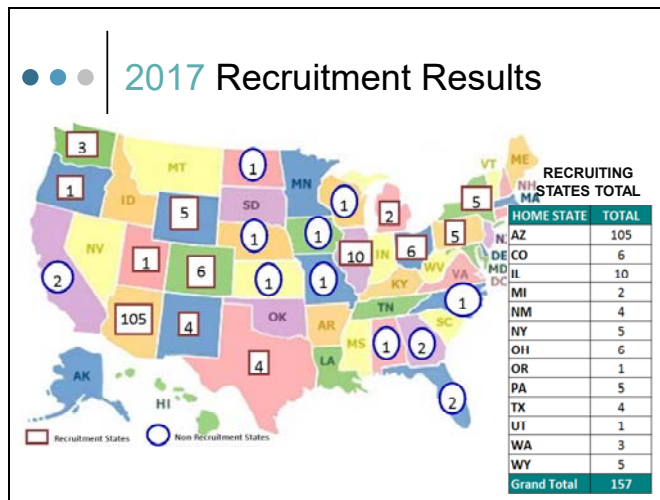 2017 Recruitment Results
3
1
MT
1
MN
VT
ME
ID
5
SD
1
2
5
NH
MA
NV
1
6
1
1
10
IN
6
5
WV
DE
MD
DC
2
1
1
KY
VA
105
4
OK
AR
TN
1
SC
4
LA
MS
1
2
2
AK
HI
Recruitment States
Non-Recruitment States
RECRUITING
STATES TOTAL
HOME STATE TOTAL
AZ 105
CO 6
IL 10
MI 2
NM 4
NY 5
OH 6
OR 1
PA 5
TX 4
UT 1
WA 3
WY 5
Grand Total 157